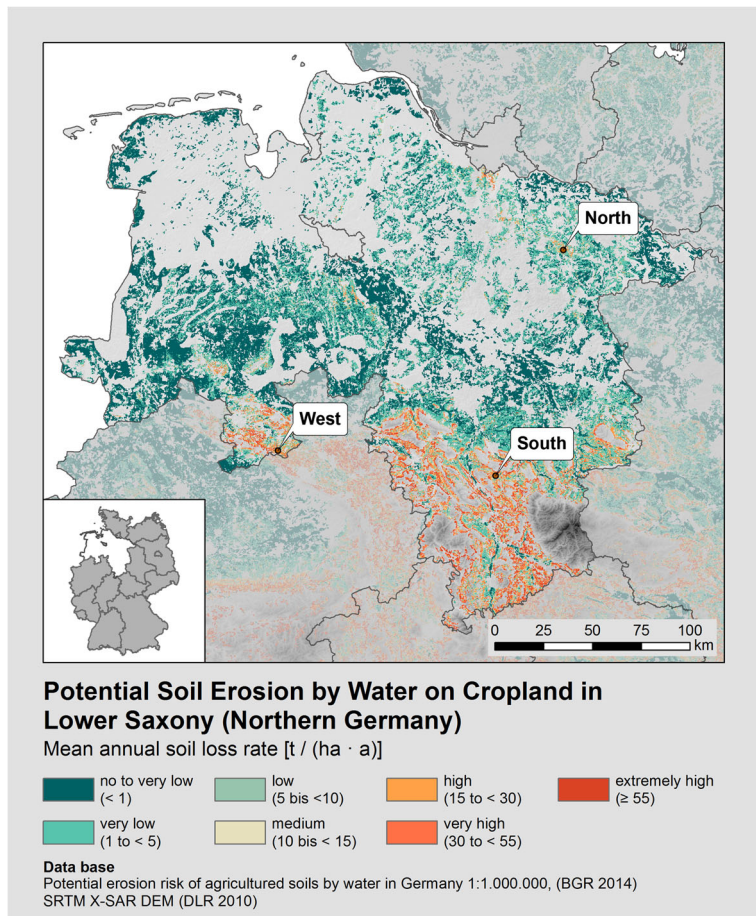 North
West
South
0 25 50 75 100
km
Potential Soil Erosion by Water on Cropland in
Lower Saxony (Northern Germany)
Mean annual soil loss rate [t / (ha · a)]
no to very low
(< 1)
low
(5 bis <10)
high
(15 to < 30)
extremely high
(≥ 55)
very low
(1 to < 5)
medium
(10 bis < 15)
very high
(30 to < 55)
Data base
Potential erosion risk of agricultured soils by water in Germany 1:1.000.000, (BGR 2014)
SRTM X-SAR DEM (DLR 2010)